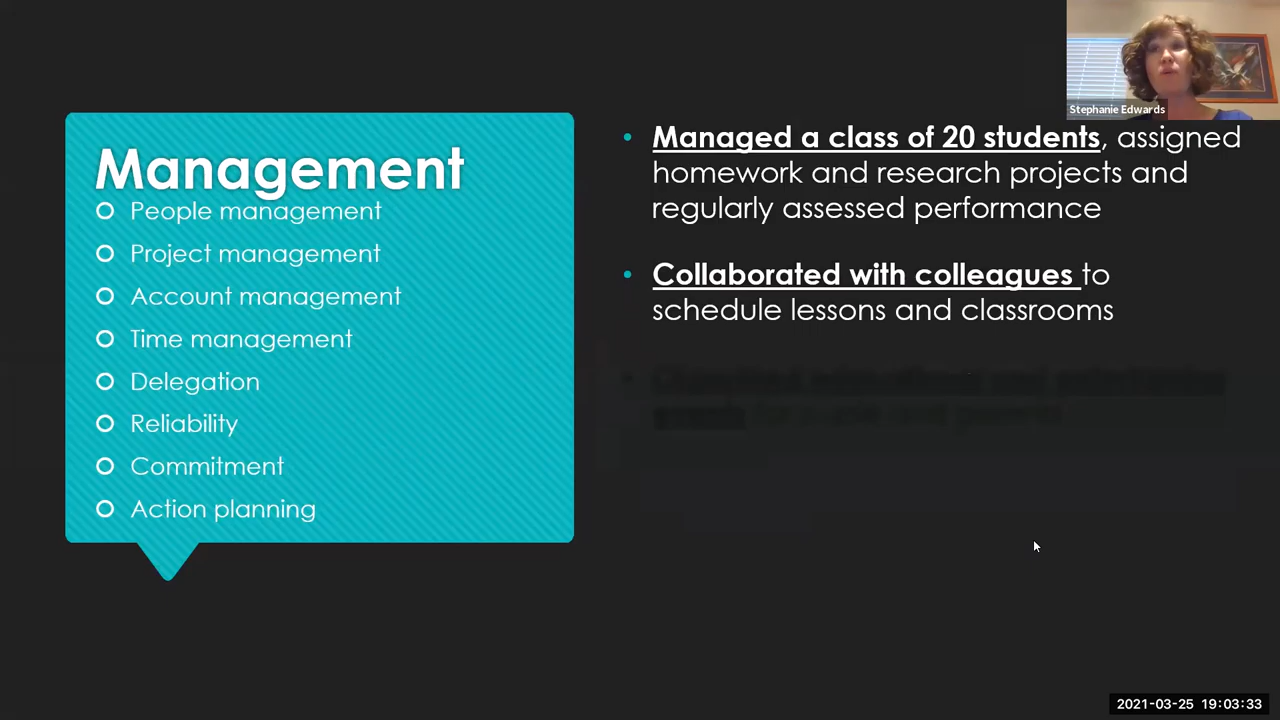 Stephanie Edwards
Management
People management
Project management
Account management
Time management
Delegation
Reliability
Commitment
Action planning
Managed a class of 20 students, assigned
homework and research projects and
regularly assessed performance
Collaborated with colleagues to
schedule lessons and classrooms
2021-03-25 19:03:33